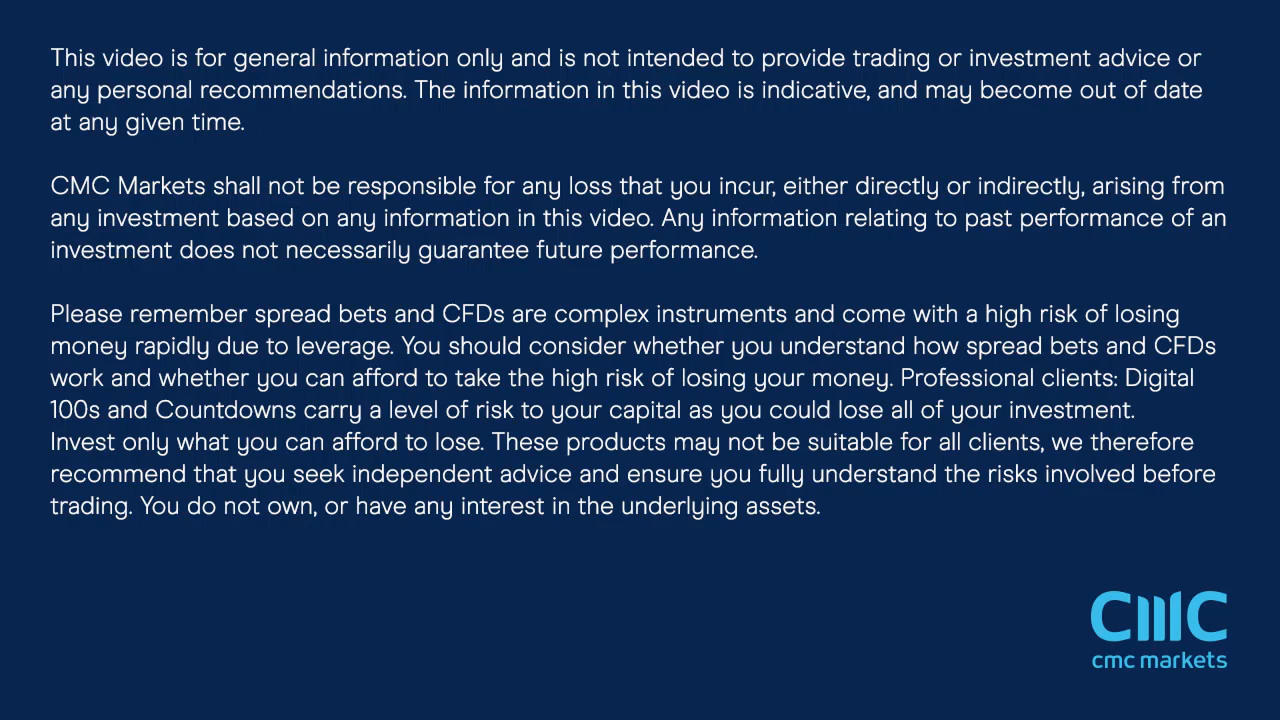 This video is for general information only and is not intended to provide trading or investment advice or
any personal recommendations. The information in this video is indicative, and may become out of date
at any given time.
CMC Markets shall not be responsible for any loss that you incur, either directly or indirectly, arising from
any investment based on any information in this video. Any information relating to past performance of an
investment does not necessarily guarantee future performance.
Please remember spread bets and CFDs are complex instruments and come with a high risk of losing
money rapidly due to leverage. You should consider whether you understand how spread bets and CFDs
work and whether you can afford to take the high risk of losing your money. Professional clients: Digital
100s and Countdowns carry a level of risk to your capital as you could lose all of your investment.
Invest only what you can afford to lose. These products may not be suitable for all clients, we therefore
recommend that you seek independent advice and ensure you fully understand the risks involved before
trading. You do not own, or have any interest in the underlying assets.
CMC
cmc markets